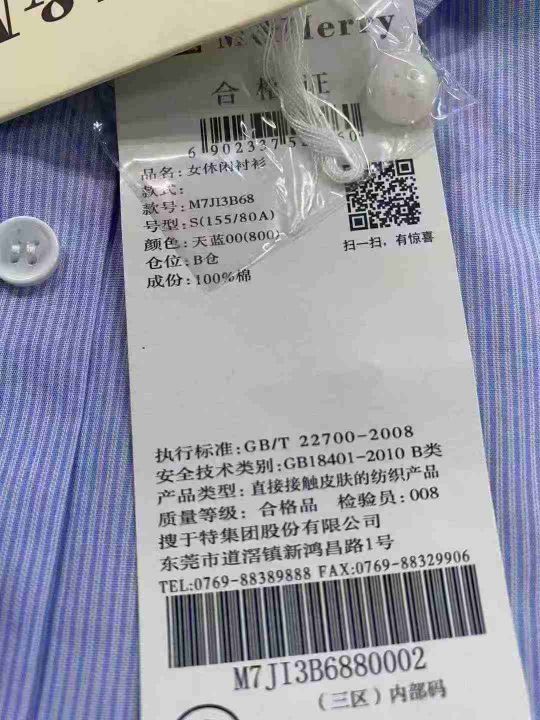 Merry
合格证
品名：女休闲衬衫
款式：
款号：M7JI3B68
号型：S(155/80A)
颜色：天蓝00(800)
仓位：B仓
成份：100%棉
扫一扫，有惊喜
执行标准：GB/T 22700-2008
安全技术类别：GB18401-2010 B类
产品类型：直接接触皮肤的纺织产品
质量等级：合格品 检验员：008
搜于特集团股份有限公司
东莞市道滘镇新鸿昌路1号
TEL:0769-88389888 FAX:0769-88329906
M7JI3B6880002
（三区）内部码